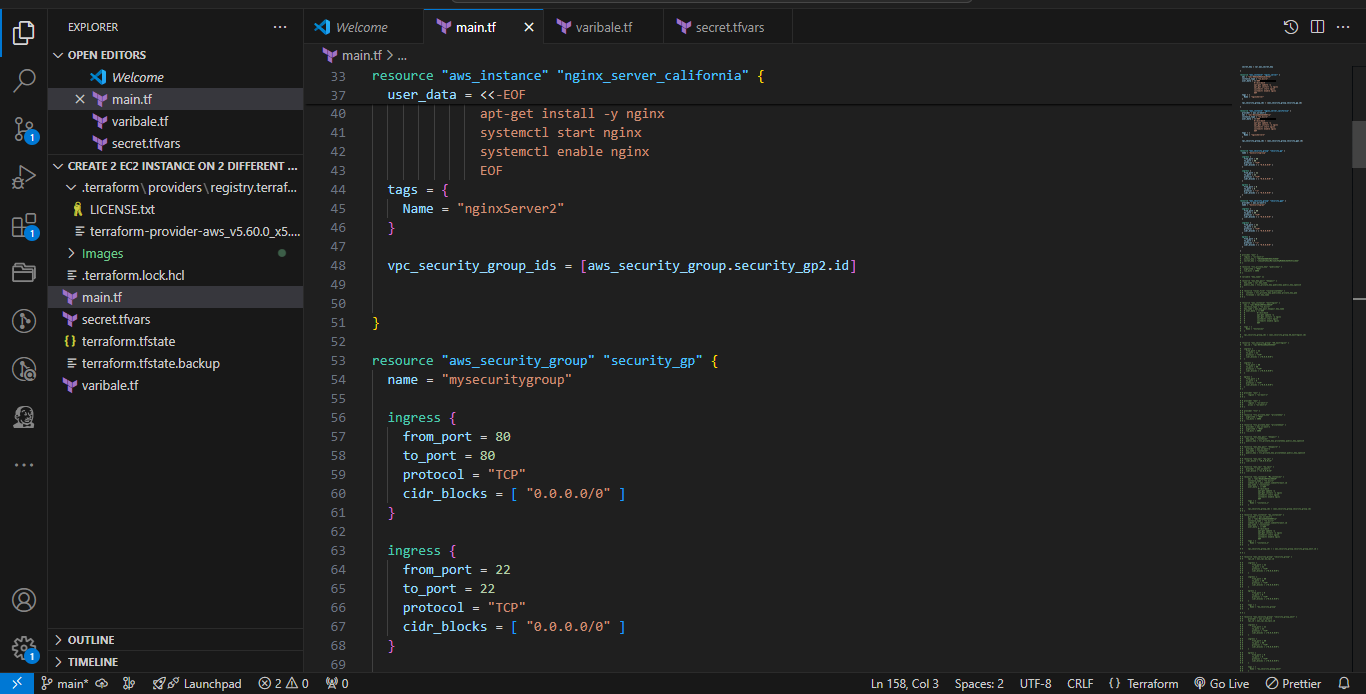 EXPLORER
OPEN EDITORS
Welcome
main.tf
varibale.tf
secret.tfvars
CREATE 2 EC2 INSTANCE ON 2 DIFFERENT ...
.terraform\providers\registry.terraf...
LICENSE.txt
terraform-provider-aws_v5.60.0_x5....
Images
.terraform.lock.hcl
main.tf
secret.tfvars
terraform.tfstate
terraform.tfstate.backup
varibale.tf
OUTLINE
TIMELINE
1
1
1
Welcome main.tf varibale.tf secret.tfvars
main.tf > ...
33 resource "aws_instance" "nginx_server_california" {
37 user_data = <<-EOF
40 apt-get install -y nginx
41 systemctl start nginx
42 systemctl enable nginx
43 EOF
44 tags = {
45 Name = "nginxServer2"
46 }
47
48 vpc_security_group_ids = [aws_security_group.security_gp2.id]
49
50
51 }
52
53 resource "aws_security_group" "security_gp" {
54 name = "mysecuritygroup"
55
56 ingress {
57 from_port = 80
58 to_port = 80
59 protocol = "TCP"
60 cidr_blocks = [ "0.0.0.0/0" ]
61 }
62
63 ingress {
64 from_port = 22
65 to_port = 22
66 protocol = "TCP"
67 cidr_blocks = [ "0.0.0.0/0" ]
68 }
69
main* Launchpad 2 0 0 Ln 158, Col 3 Spaces: 2 UTF-8 CRLF {} Terraform Go Live Prettier